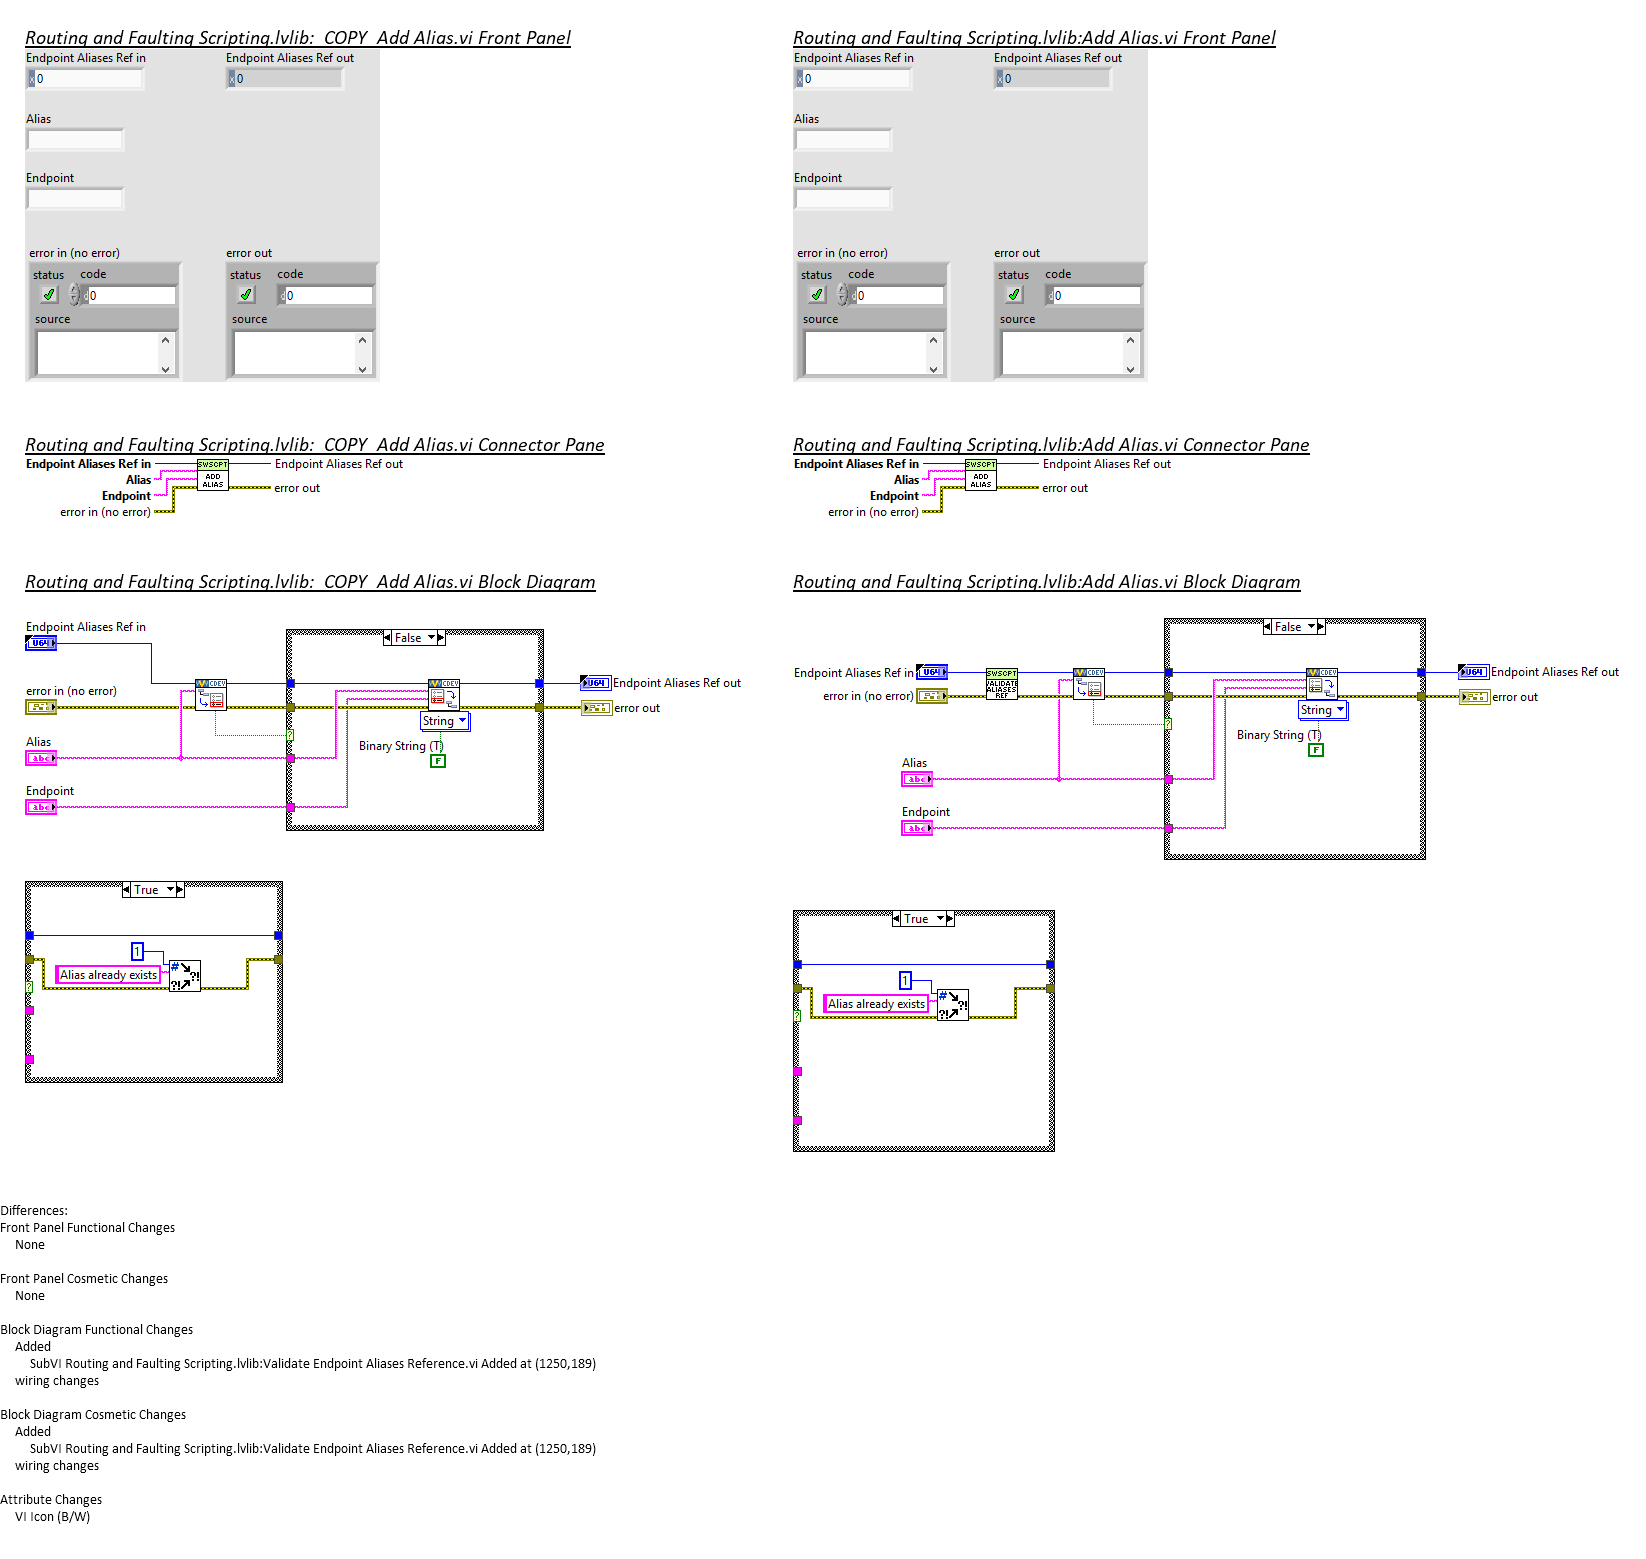 Routing and Faulting Scripting.lvlib:_COPY_Add Alias.vi Front Panel
Endpoint Aliases Ref in
Endpoint Aliases Ref out
x 0
x 0
Alias
Endpoint
error in (no error)
error out
status code
status code
d 0
d 0
source
source
Routing and Faulting Scripting.lvlib:Add Alias.vi Front Panel
Endpoint Aliases Ref in
Endpoint Aliases Ref out
x 0
x 0
Alias
Endpoint
error in (no error)
error out
status code
status code
d 0
d 0
source
source
Routing and Faulting Scripting.lvlib:_COPY_Add Alias.vi Connector Pane
Endpoint Aliases Ref in
SWSCPT
Endpoint Aliases Ref out
Alias
ADD
ALIAS
Endpoint
error out
error in (no error)
Routing and Faulting Scripting.lvlib:Add Alias.vi Connector Pane
Endpoint Aliases Ref in
SWSCPT
Endpoint Aliases Ref out
Alias
ADD
ALIAS
Endpoint
error out
error in (no error)
Routing and Faulting Scripting.lvlib:_COPY_Add Alias.vi Block Diagram
Endpoint Aliases Ref in
U64
False
error in (no error)
CDEV
CDEV
U64
Endpoint Aliases Ref out
error out
String
?
Alias
abc
Binary String (T)
F
Endpoint
abc
True
1
Alias already exists
#
?!
?!
?
Routing and Faulting Scripting.lvlib:Add Alias.vi Block Diagram
False
Endpoint Aliases Ref in
U64
SWSCPT
VALIDATE
ALIASES
REF
CDEV
CDEV
U64
Endpoint Aliases Ref out
error in (no error)
error out
String
?
Binary String (T)
F
Alias
abc
Endpoint
abc
True
1
Alias already exists
#
?!
?!
?
Differences:
Front Panel Functional Changes
None
Front Panel Cosmetic Changes
None
Block Diagram Functional Changes
Added
SubVI Routing and Faulting Scripting.lvlib:Validate Endpoint Aliases Reference.vi Added at (1250,189)
wiring changes
Block Diagram Cosmetic Changes
Added
SubVI Routing and Faulting Scripting.lvlib:Validate Endpoint Aliases Reference.vi Added at (1250,189)
wiring changes
Attribute Changes
VI Icon (B/W)